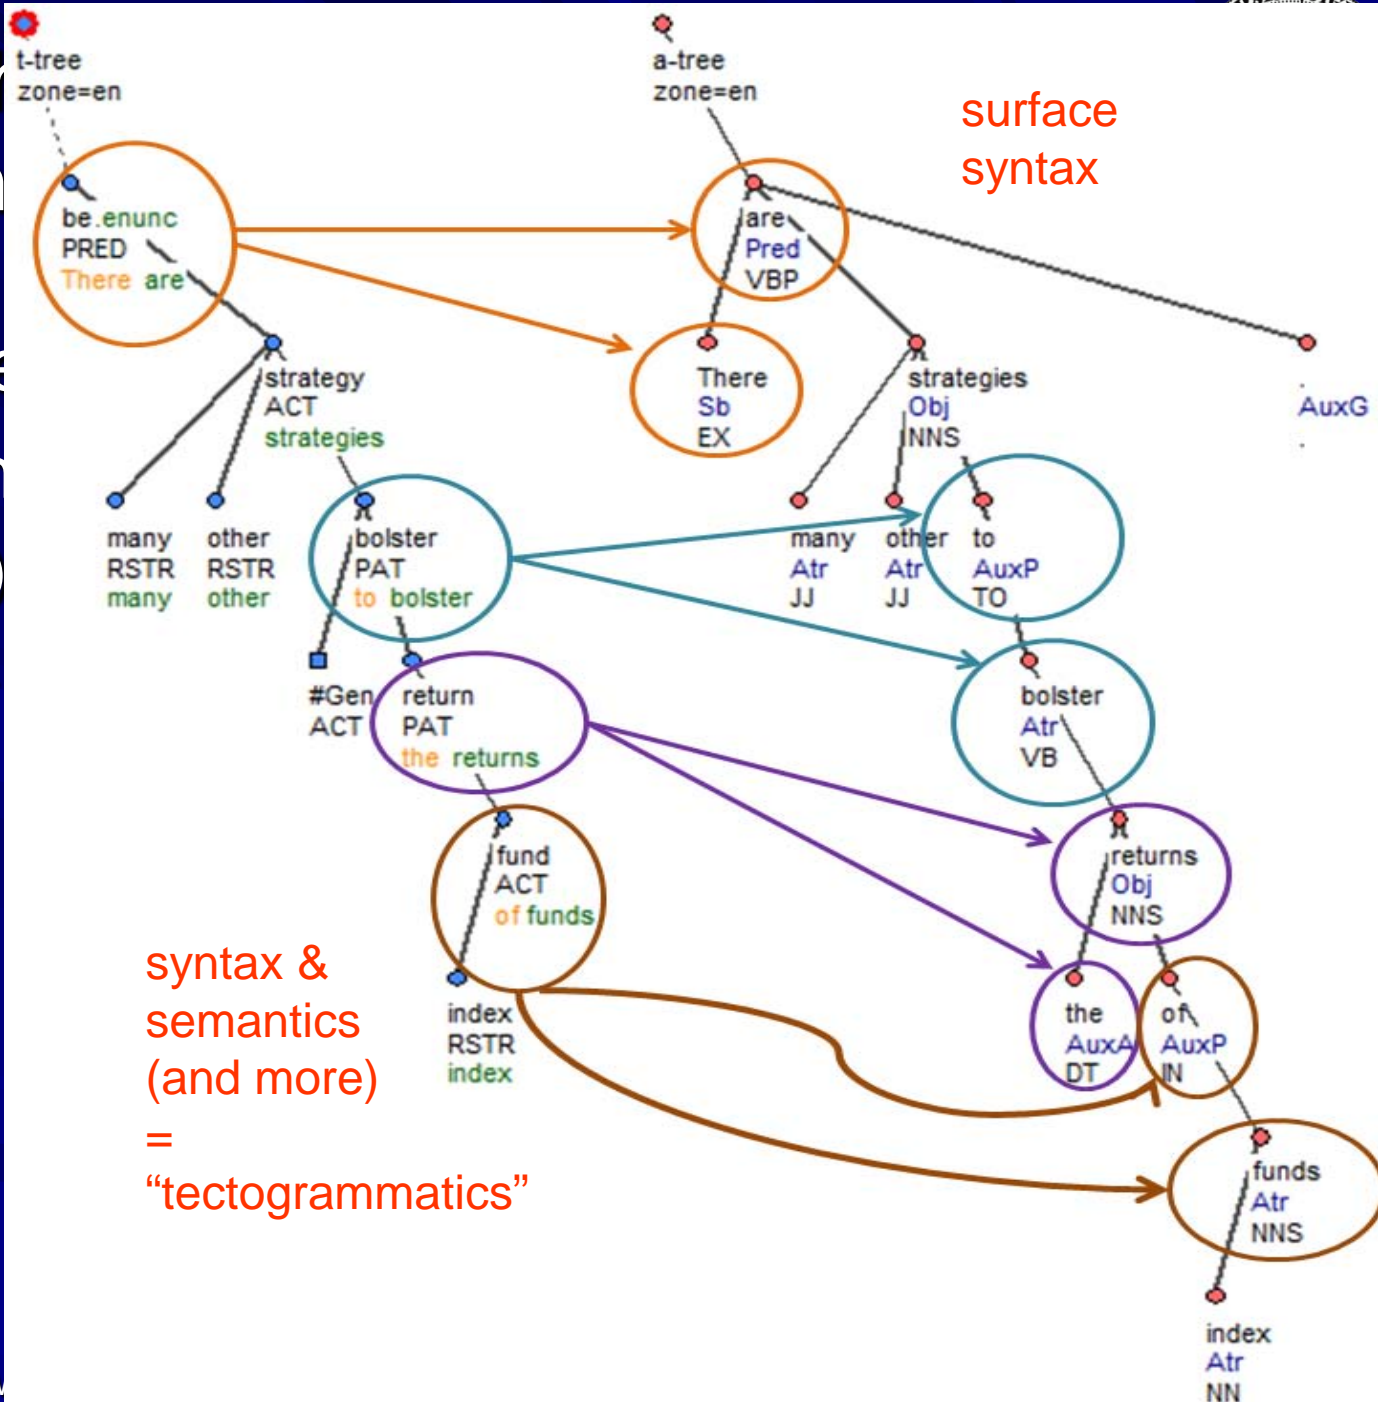 t-tree
zone=en
a-tree
zone=en
surface
syntax
be.enunc
PRED
There are
are
Pred
VBP
strategy
ACT
strategies
There
Sb
EX
strategies
Obj
NNS
.
AuxG
.
many
RSTR
many
other
RSTR
other
bolster
PAT
to bolster
many
Atr
JJ
other
Atr
JJ
to
AuxP
TO
#Gen
ACT
return
PAT
the returns
bolster
Atr
VB
fund
ACT
of funds
returns
Obj
NNS
syntax &
semantics
(and more)
=
“tectogrammatics”
index
RSTR
index
the
AuxA
DT
of
AuxP
IN
funds
Atr
NNS
index
Atr
NN